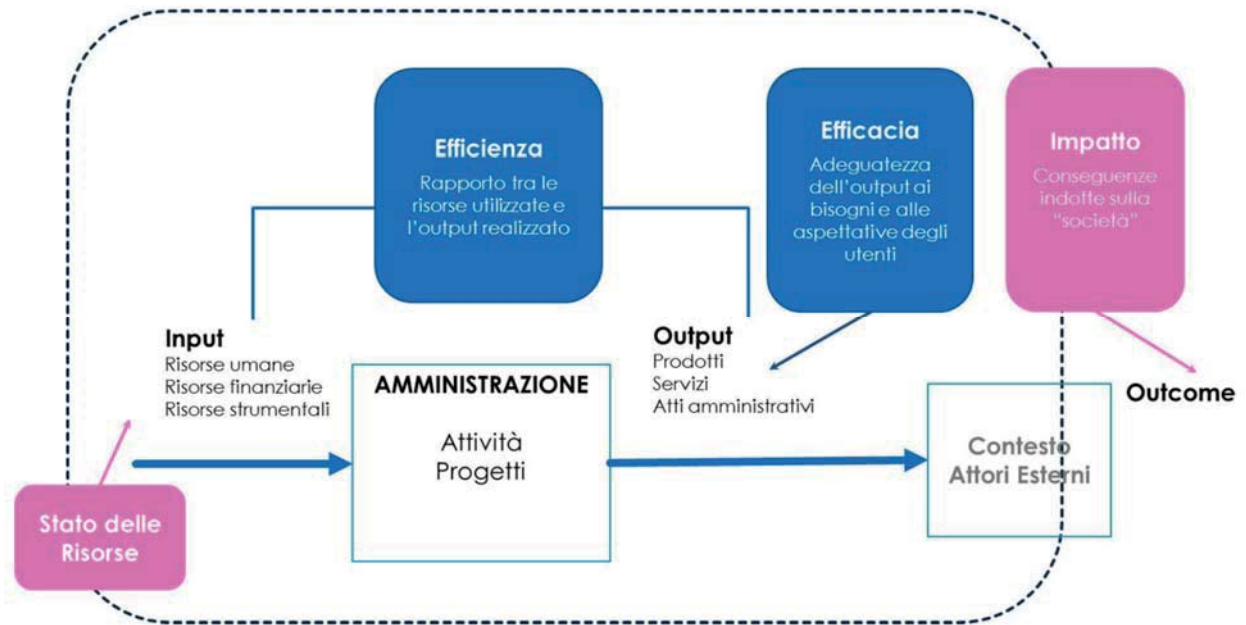 Efficienza
Rapporto tra le
risorse utilizzate e
l'output realizzato
Efficacia
Adeguatezza
dell'output ai
bisogni e alle
aspettative degli
utenti
Impatto
Conseguenze
indotte sulla
"società"
Input
Risorse umane
Risorse finanziarie
Risorse strumentali
AMMINISTRAZIONE
Attività
Progetti
Output
Prodotti
Servizi
Atti amministrativi
Outcome
Contesto
Attori Esterni
Stato delle
Risorse